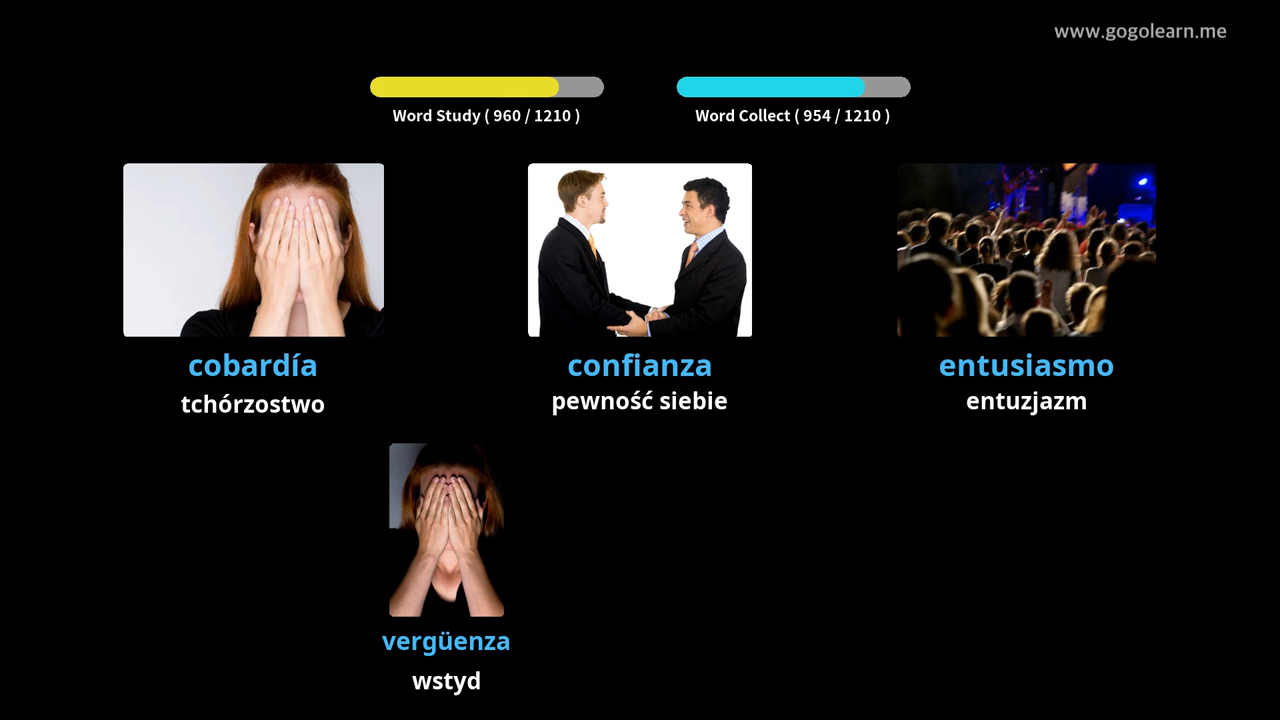 www.gogolearn.me
Word Study ( 960 / 1210 )
Word Collect ( 954 / 1210 )
cobardía
tchórzostwo
confianza
pewność siebie
entusiasmo
entuzjazm
vergüenza
wstyd